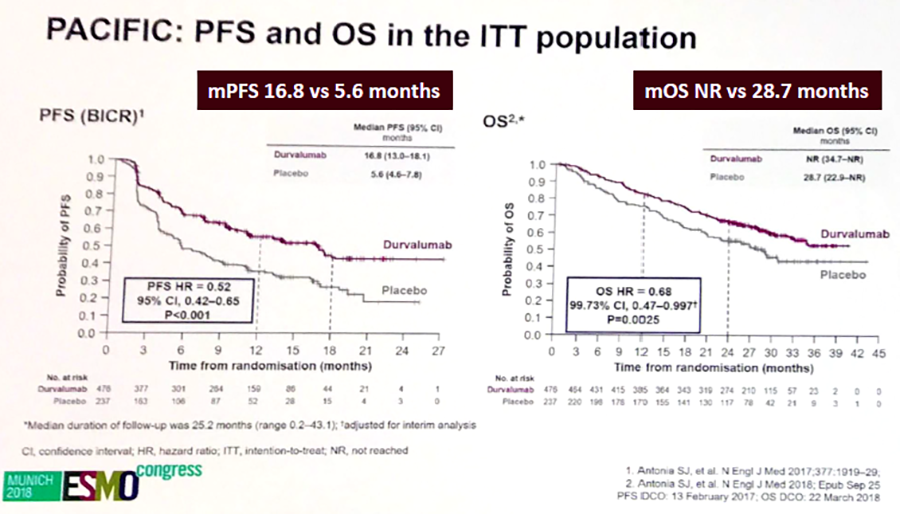 PACIFIC: PFS and OS in the ITT population
mPFS 16.8 vs 5.6 months
mOS NR vs 28.7 months
PFS (BICR)¹
Median PFS (95% CI)
months
Durvalumab 16.8 (13.0–18.1)
Placebo 5.6 (4.6–7.8)
Probability of PFS
1.0
0.9
0.8
0.7
0.6
0.5
0.4
0.3
0.2
0.1
0.0
Durvalumab
Placebo
PFS HR = 0.52
95% CI, 0.42–0.65
P<0.001
0 3 6 9 12 15 18 21 24 27
Time from randomisation (months)
No. at risk
Durvalumab 476 377 301 264 159 86 44 21 4 1
Placebo 237 163 106 87 52 28 15 4 3 0
OS²,*
Median OS (95% CI)
months
Durvalumab NR (34.7–NR)
Placebo 28.7 (22.9–NR)
Probability of OS
1.0
0.9
0.8
0.7
0.6
0.5
0.4
0.3
0.2
0.1
0.0
Durvalumab
Placebo
OS HR = 0.68
99.73% CI, 0.47–0.997†
P=0.0025
0 3 6 9 12 15 18 21 24 27 30 33 36 39 42 45
Time from randomisation (months)
No. at risk
Durvalumab 476 464 431 415 385 364 343 319 274 210 115 57 23 2 0 0
Placebo 237 220 198 178 170 155 141 130 117 78 42 21 9 3 1 0
*Median duration of follow-up was 25.2 months (range 0.2–43.1); †adjusted for interim analysis
CI, confidence interval; HR, hazard ratio; ITT, intention-to-treat; NR, not reached
MUNICH
2018
ESMO congress
1. Antonia SJ, et al. N Engl J Med 2017;377:1919–29;
2. Antonia SJ, et al. N Engl J Med 2018; Epub Sep 25
PFS DCO: 13 February 2017; OS DCO: 22 March 2018